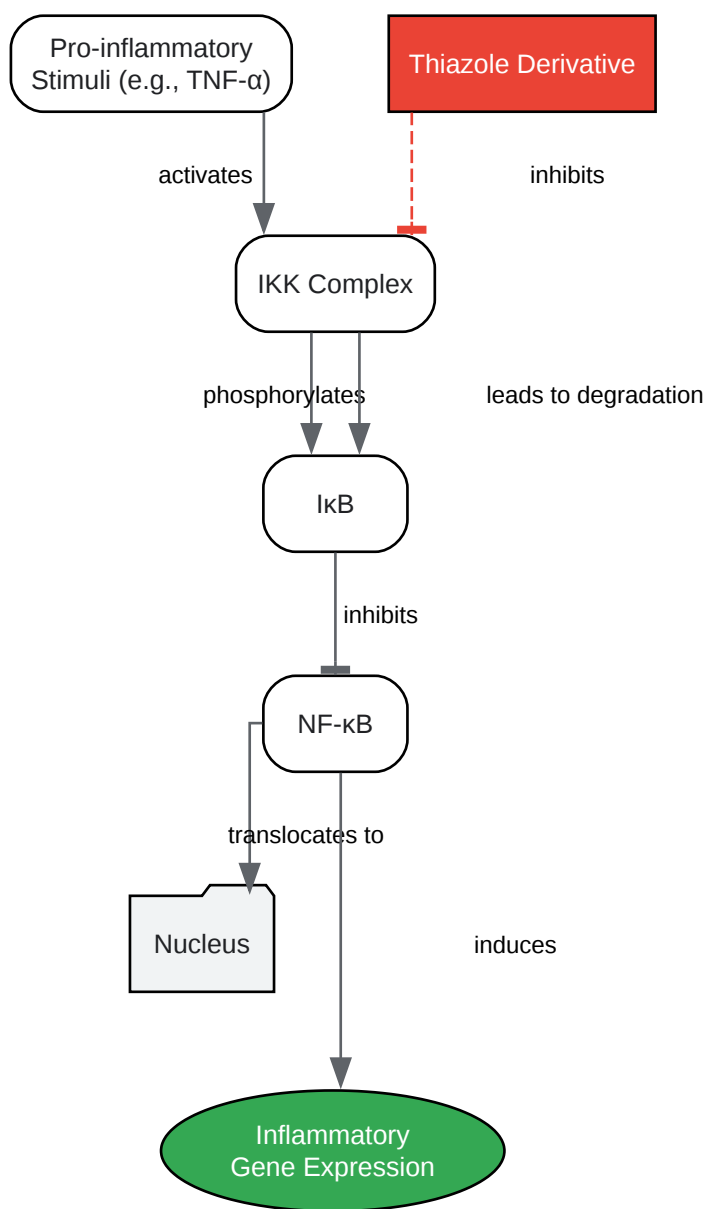 Pro-inflammatory
Stimuli (e.g., TNF-α)
Thiazole Derivative
activates
inhibits
IKK Complex
phosphorylates
leads to degradation
IκB
inhibits
NF-κB
translocates to
Nucleus
induces
Inflammatory
Gene Expression